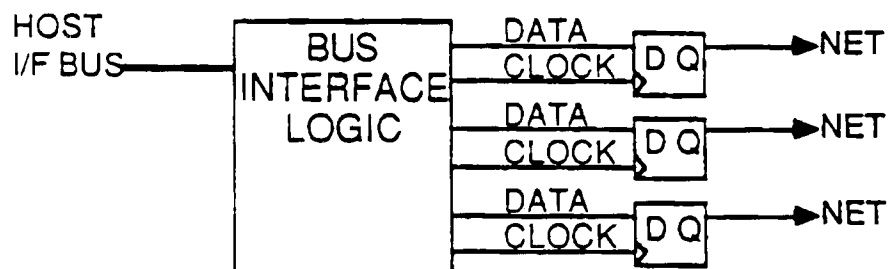 HOST
I/F BUS
BUS
INTERFACE
LOGIC
DATA
CLOCK
D Q
NET
DATA
CLOCK
D Q
NET
DATA
CLOCK
D Q
NET